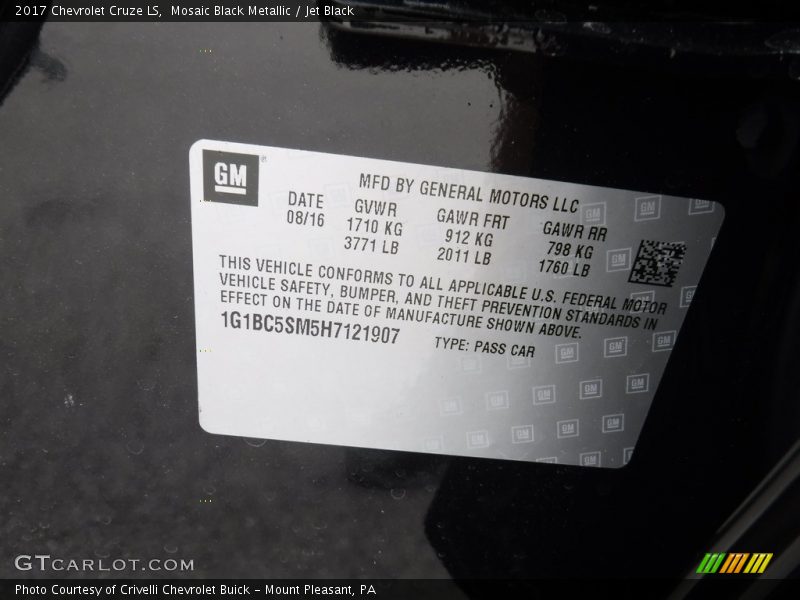 2017 Chevrolet Cruze LS, Mosaic Black Metallic / Jet Black
GM
MFD BY GENERAL MOTORS LLC
DATE GVWR GAWR FRT GAWR RR
08/16 1710 KG 912 KG 798 KG
3771 LB 2011 LB 1760 LB
THIS VEHICLE CONFORMS TO ALL APPLICABLE U.S. FEDERAL MOTOR
VEHICLE SAFETY, BUMPER, AND THEFT PREVENTION STANDARDS IN
EFFECT ON THE DATE OF MANUFACTURE SHOWN ABOVE.
1G1BC5SM5H7121907 TYPE: PASS CAR
GTCARLOT.COM
Photo Courtesy of Crivelli Chevrolet Buick – Mount Pleasant, PA